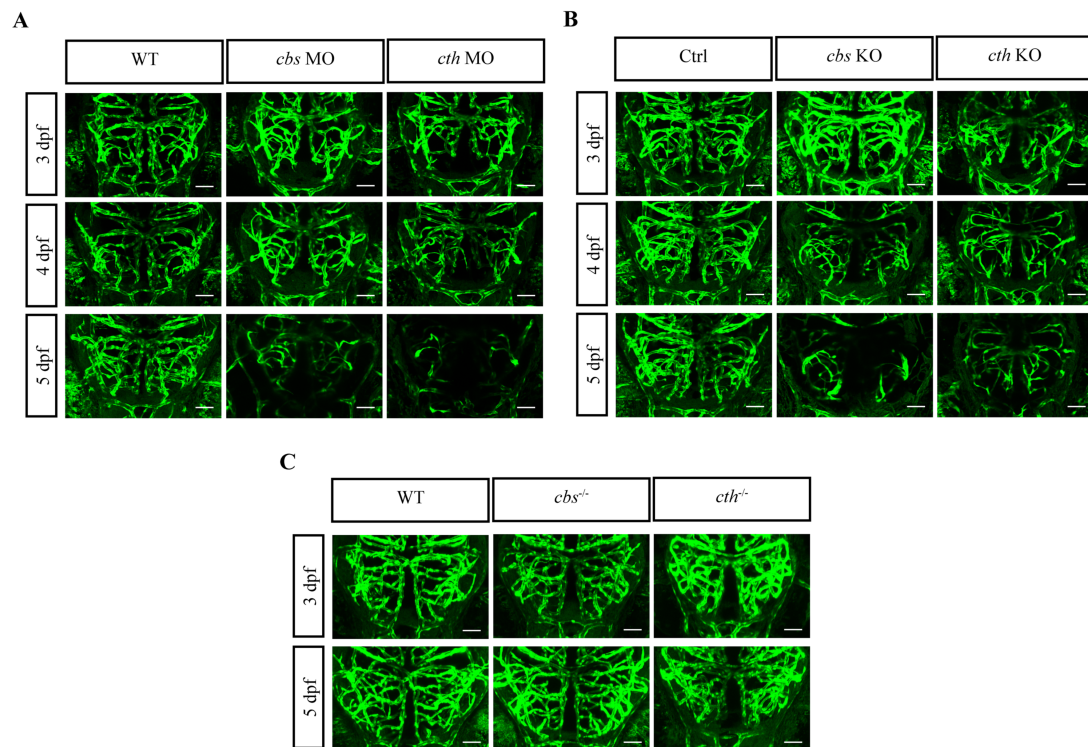 A
WT
cbs MO
cth MO
3 dpf
4 dpf
5 dpf
B
Ctrl
cbs KO
cth KO
3 dpf
4 dpf
5 dpf
C
WT
cbs-/-
cth-/-
3 dpf
5 dpf